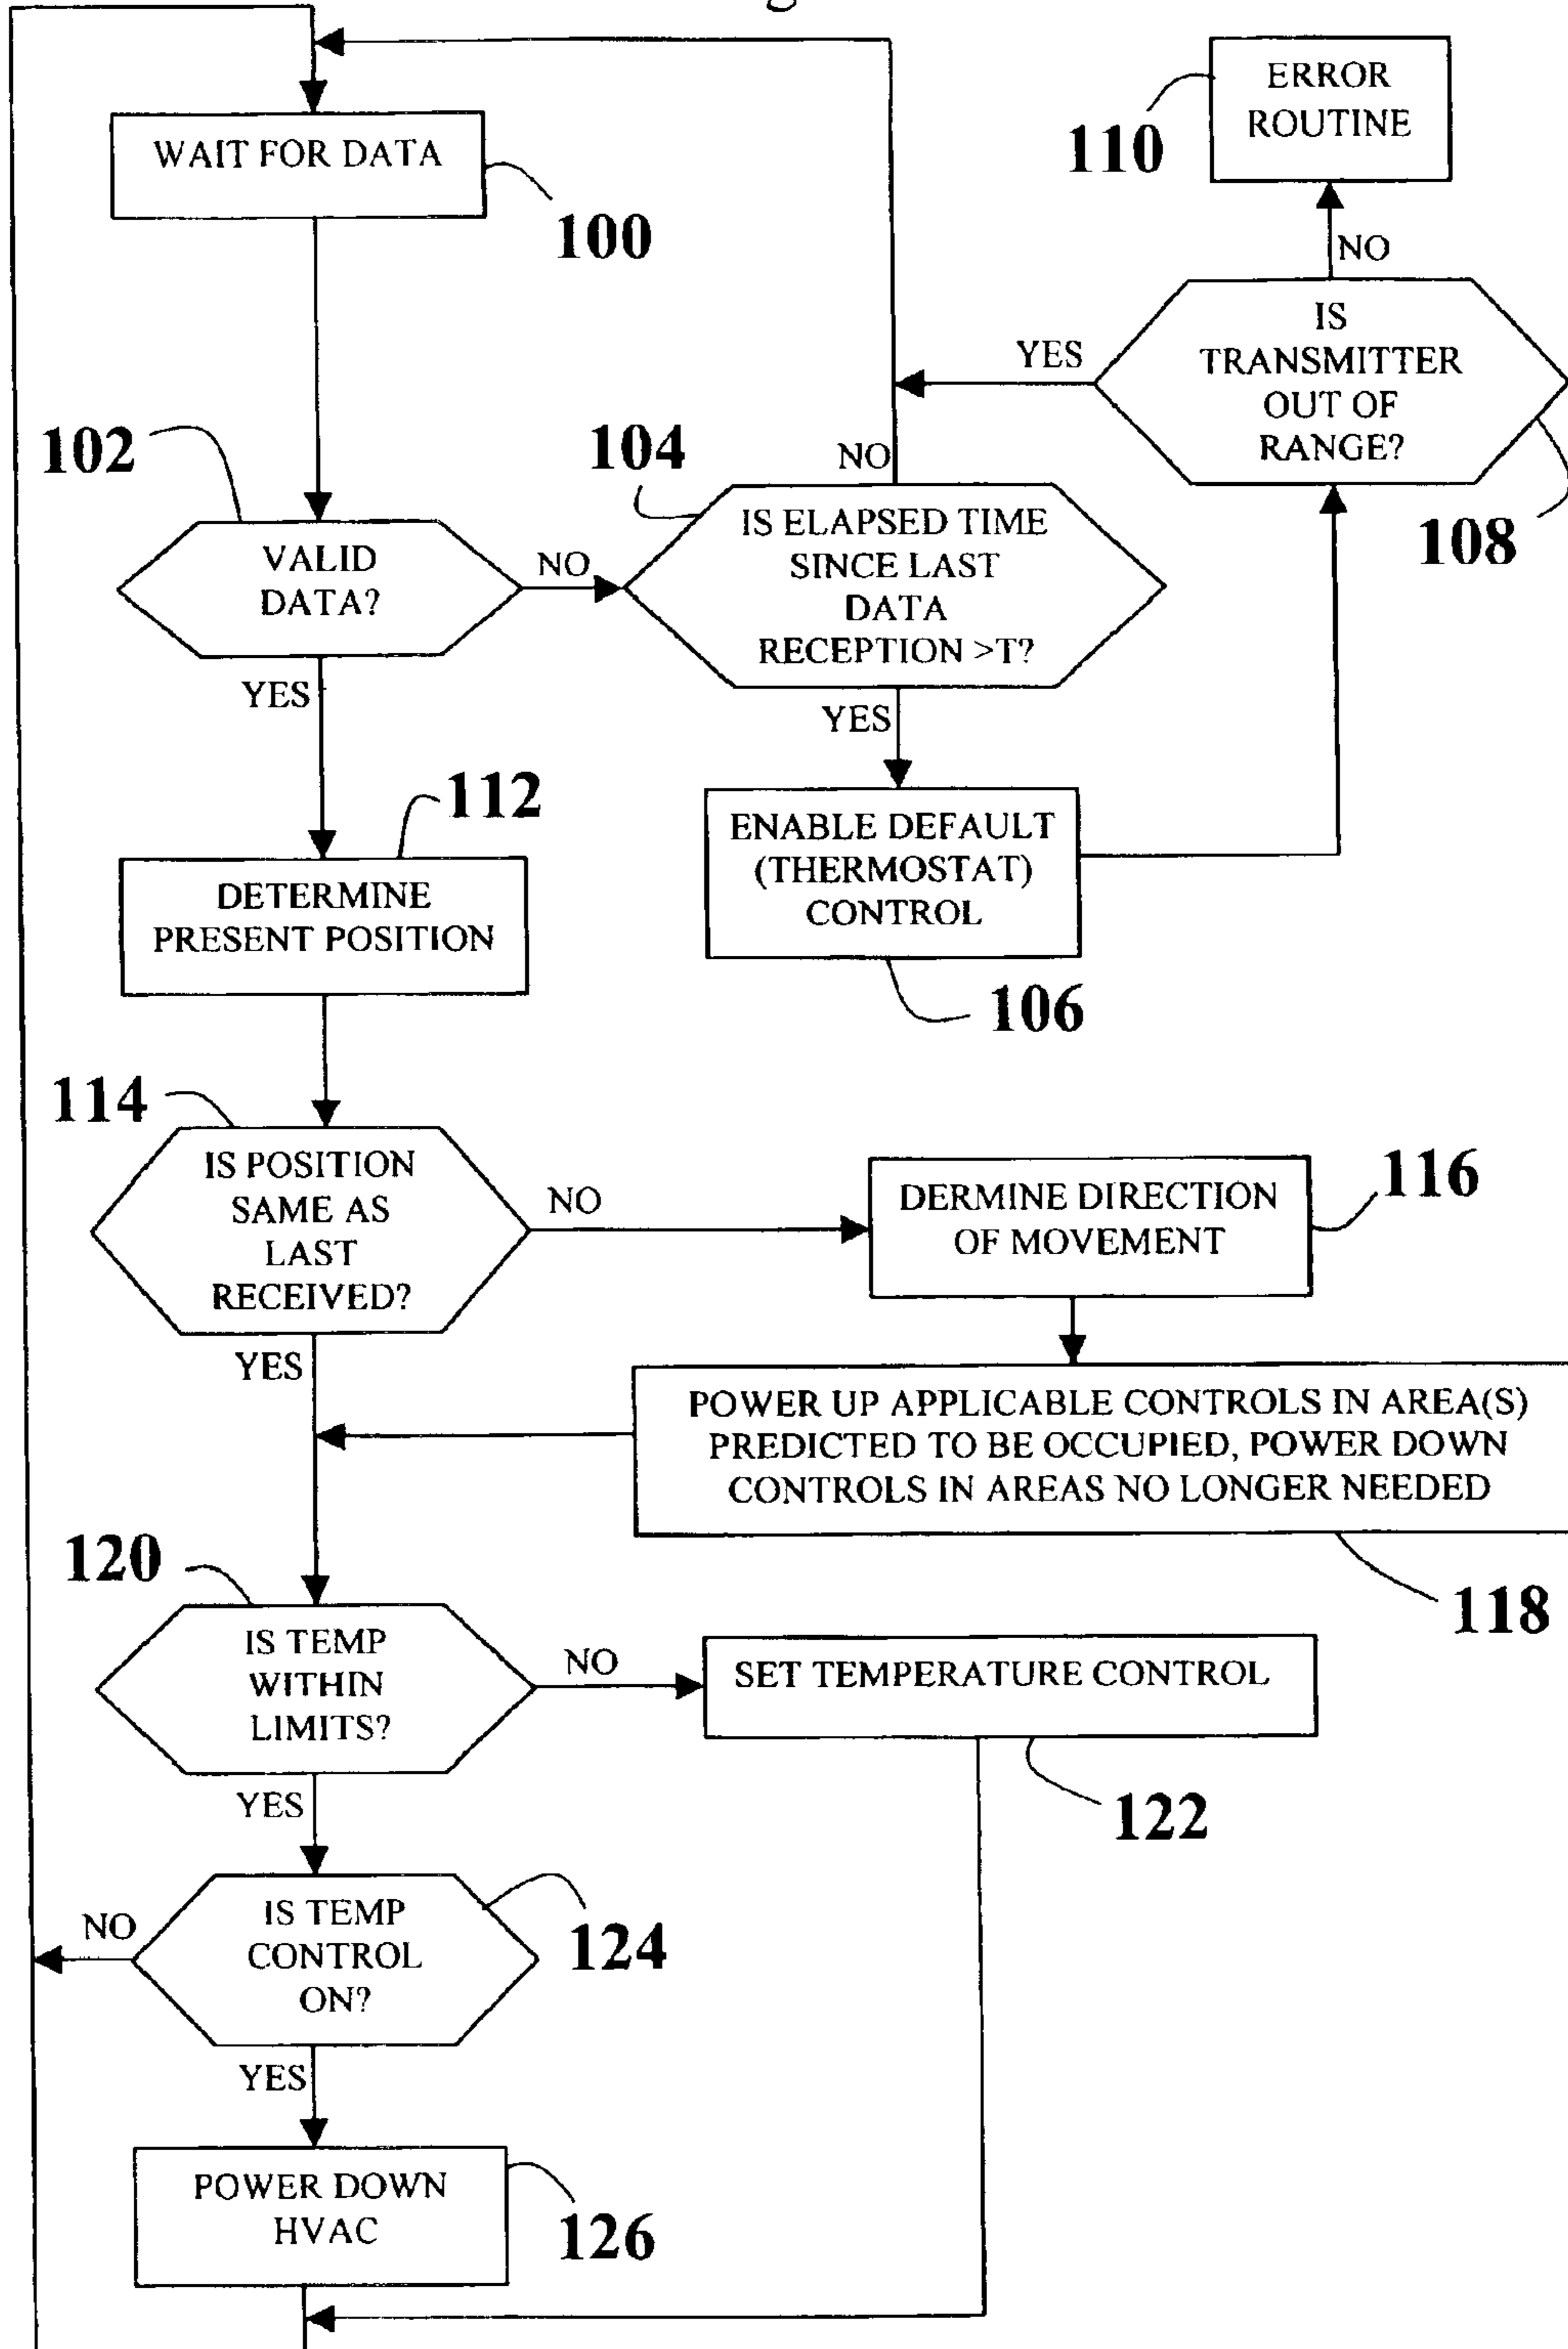 WAIT FOR DATA
100
ERROR
ROUTINE
110
NO
IS
TRANSMITTER
OUT OF
RANGE?
YES
108
102
VALID
DATA?
NO
104
NO
IS ELAPSED TIME
SINCE LAST
DATA
RECEPTION >T?
YES
YES
112
DETERMINE
PRESENT POSITION
ENABLE DEFAULT
(THERMOSTAT)
CONTROL
106
114
IS POSITION
SAME AS
LAST
RECEIVED?
NO
DERMINE DIRECTION
OF MOVEMENT
116
YES
POWER UP APPLICABLE CONTROLS IN AREA(S)
PREDICTED TO BE OCCUPIED, POWER DOWN
CONTROLS IN AREAS NO LONGER NEEDED
118
120
IS TEMP
WITHIN
LIMITS?
NO
SET TEMPERATURE CONTROL
122
YES
IS TEMP
CONTROL
ON?
124
NO
YES
POWER DOWN
HVAC
126